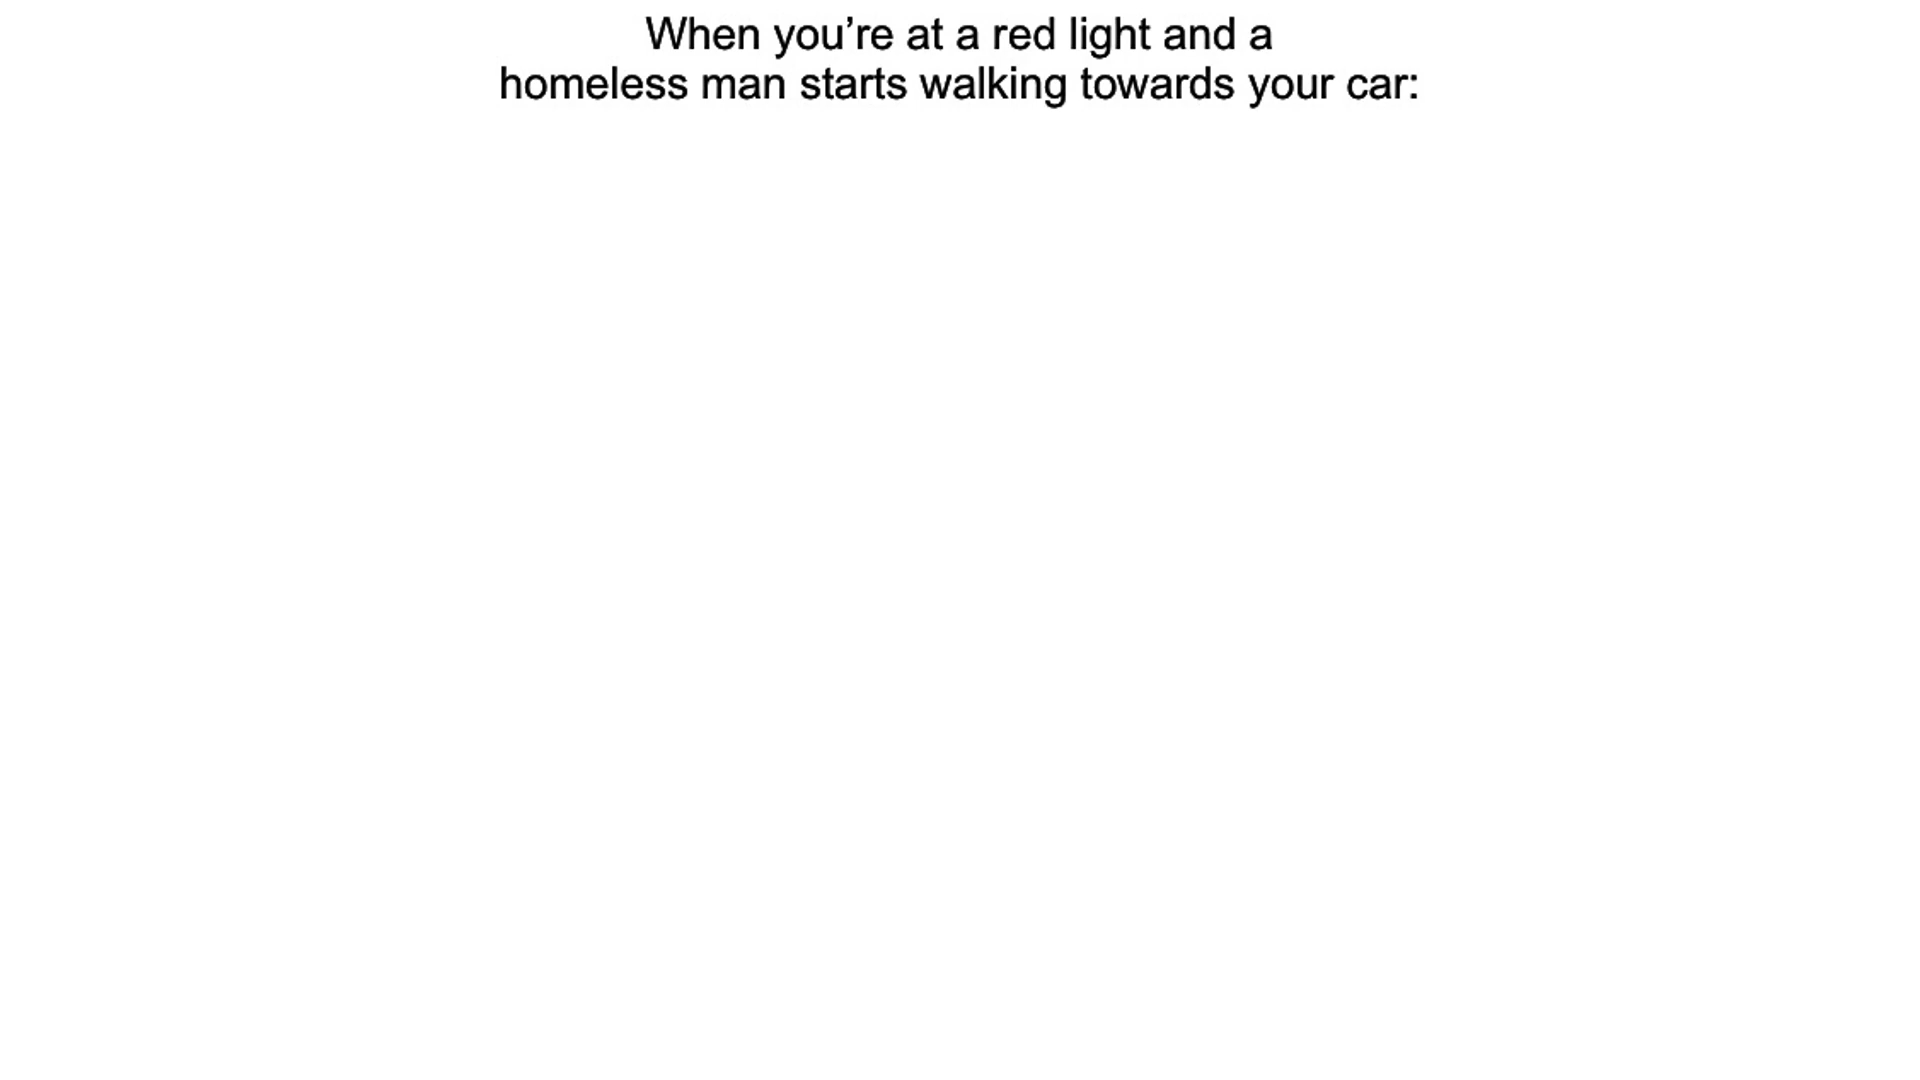 When you’re at a red light and a
homeless man starts walking towards your car: